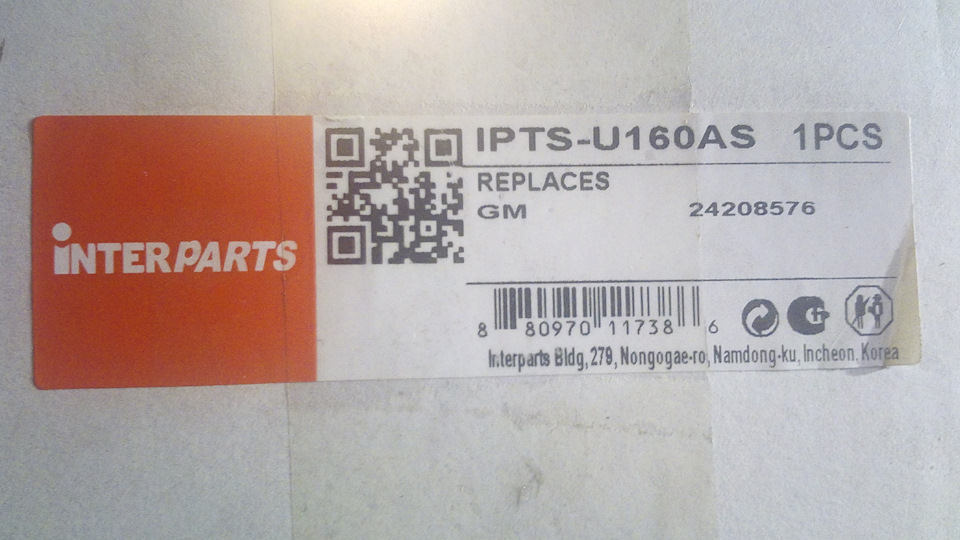 INTERPARTS
IPTS-U160AS 1PCS
REPLACES
GM 24208576
8 80970 11738 6
Interparts Bldg, 279, Nongogae-ro, Namdong-ku, Incheon, Korea